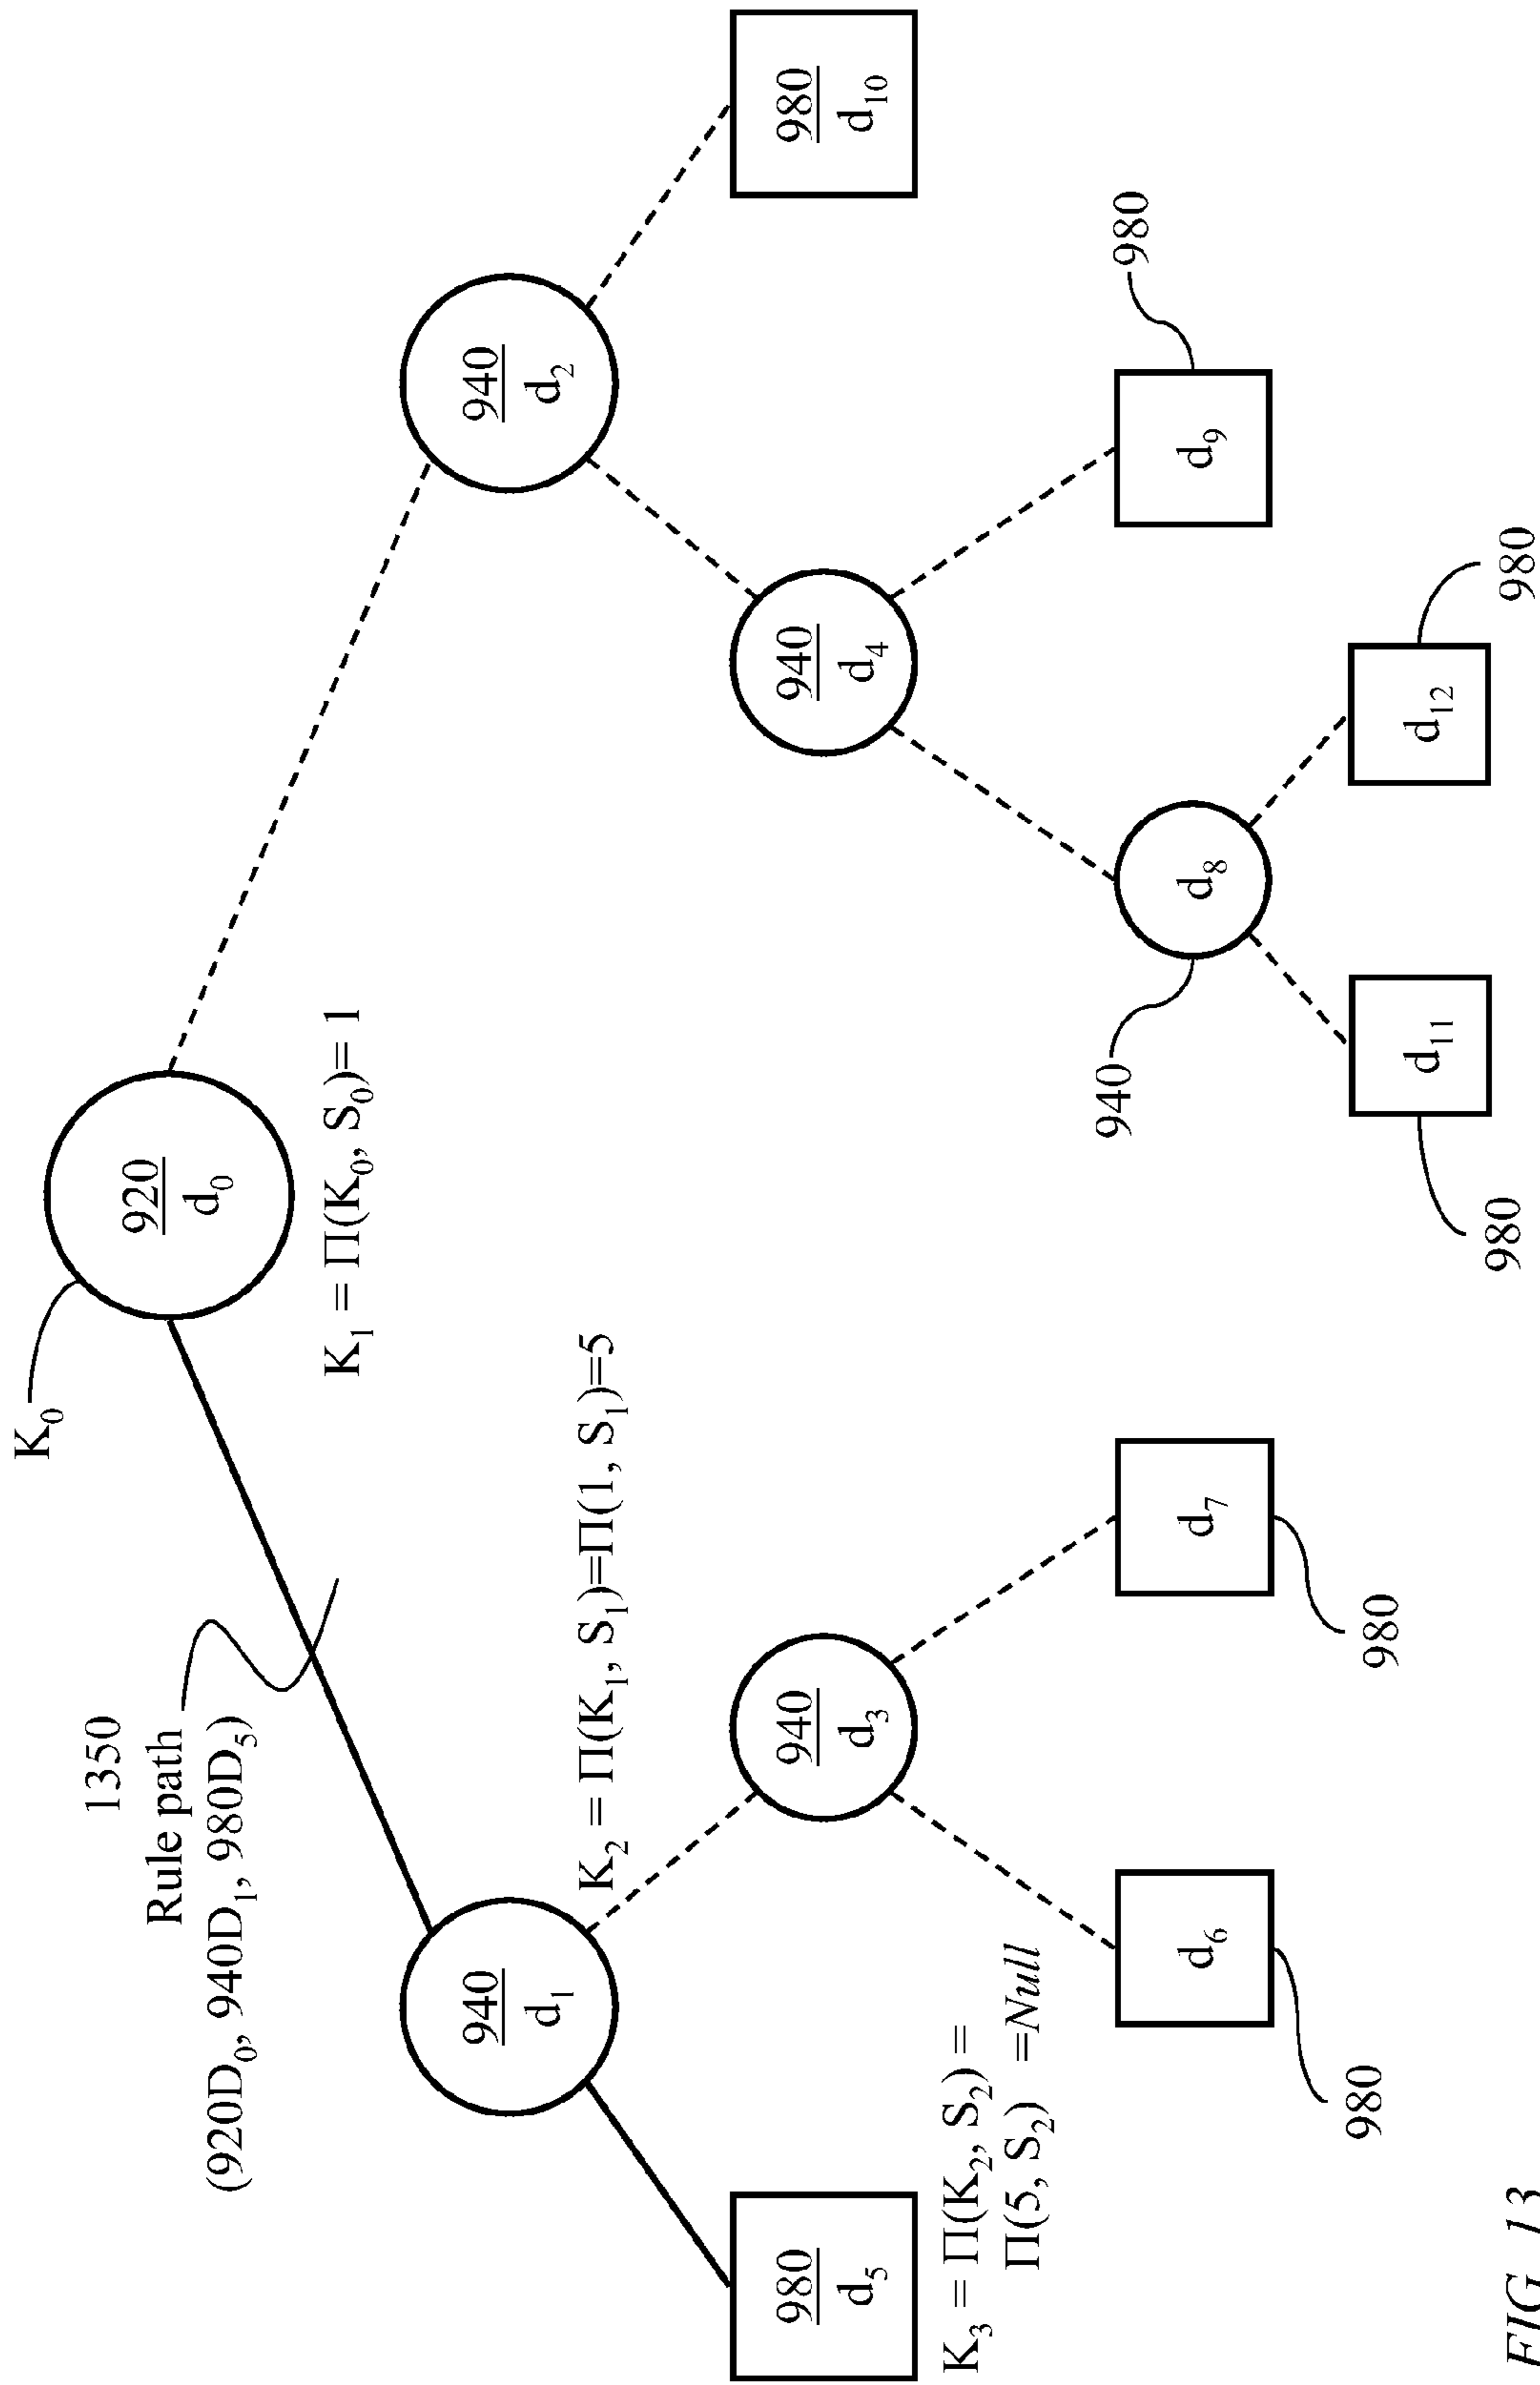 K₀
920
d₀
1350
Rule path
(920D₀, 940D₁, 980D₅)
K₁ = Π(K₀, S₀)= 1
940
d₁
940
d₂
K₂ = Π(K₁, S₁)=Π(1, S₁)=5
980
d₅
940
d₃
940
d₄
980
d₁₀
K₃ = Π(K₂, S₂) =
Π(5, S₂) =Null
d₆
980
d₇
980
940
d₈
d₉
980
d₁₁
980
d₁₂
980
FIG. 13